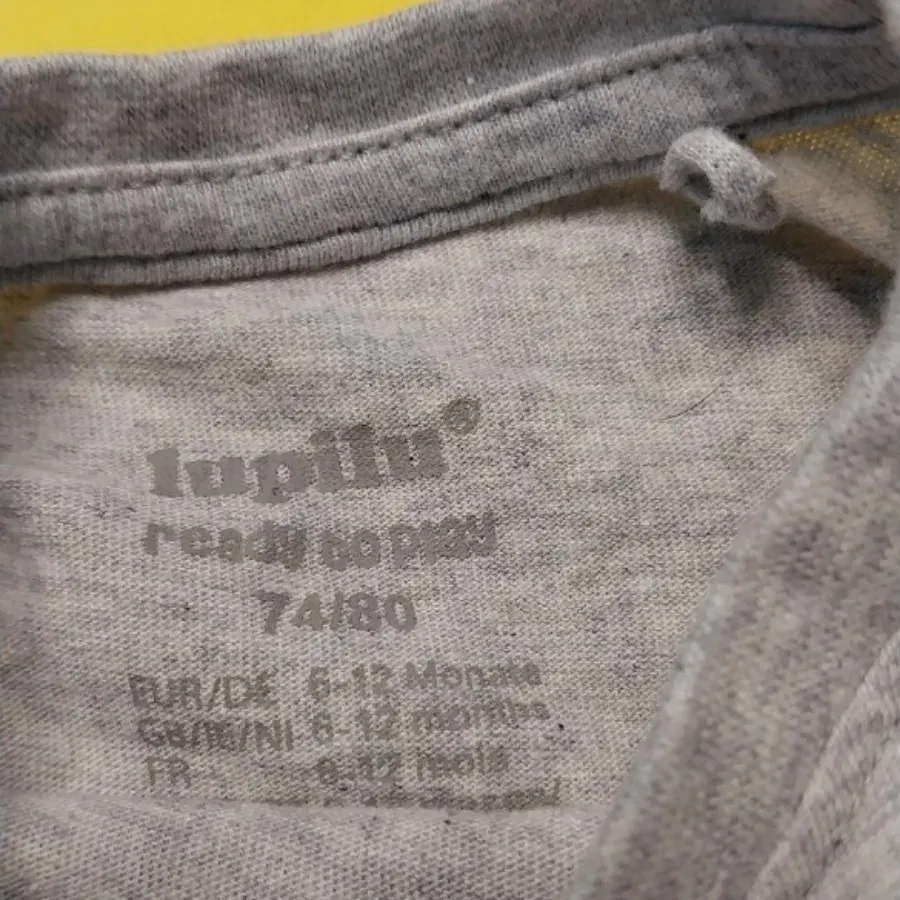 lupilu®
ready to play
74/80
EUR/DE 6-12 Monate
GB/IE/NI 6-12 months
FR 6-12 mois